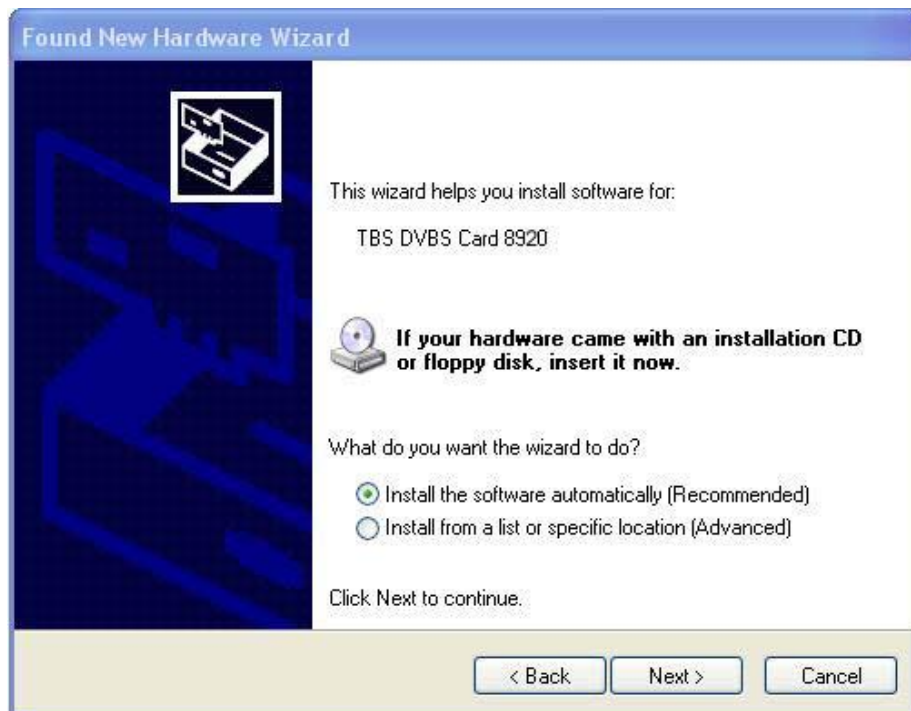 Found New Hardware Wizard
This wizard helps you install software for:
TBS DVBS Card 8920
If your hardware came with an installation CD
or floppy disk, insert it now.
What do you want the wizard to do?
Install the software automatically (Recommended)
Install from a list or specific location (Advanced)
Click Next to continue.
< Back
Next >
Cancel